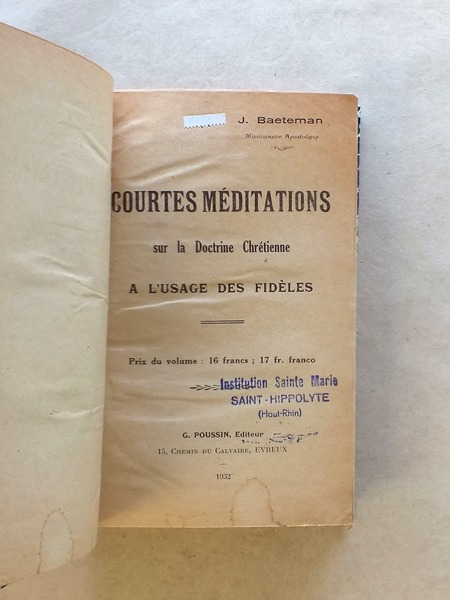 J. Baeteman
Missionnaire Apostolique
COURTES MÉDITATIONS
sur la Doctrine Chrétienne
A L'USAGE DES FIDÈLES
Prix du volume : 16 francs ; 17 fr. franco
Institution Sainte Marie
SAINT-HIPPOLYTE
(Haut-Rhin)
G. POUSSIN, Editeur
15, CHEMIN DU CALVAIRE, EVREUX
1932